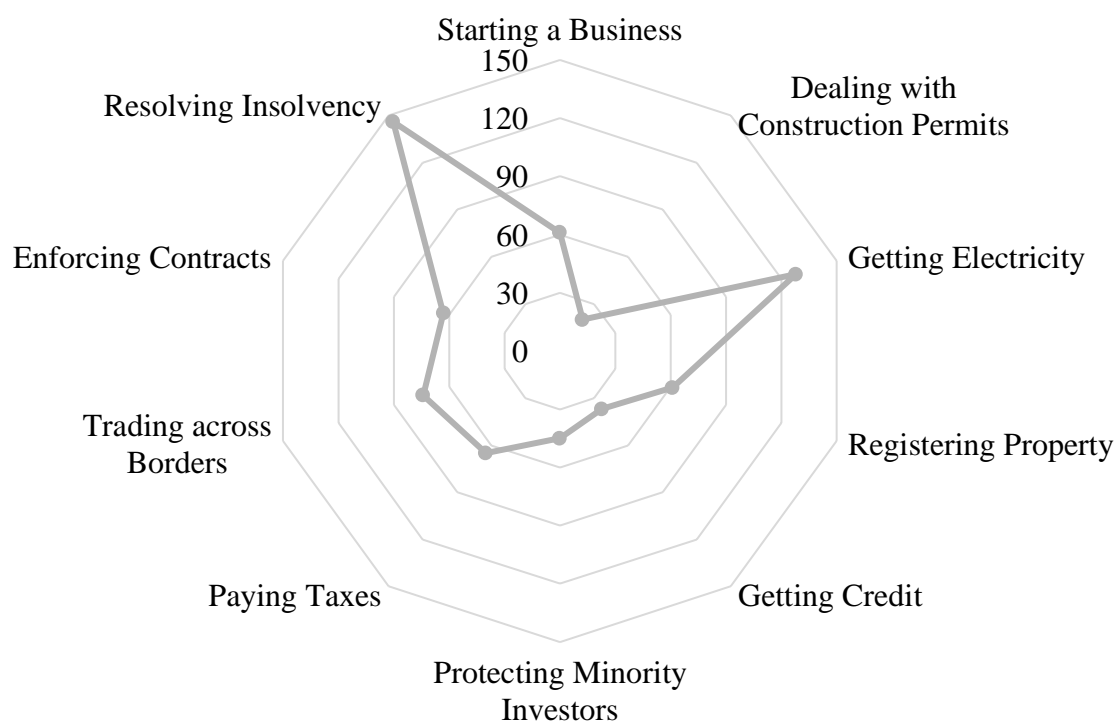 Starting a Business
150
120
90
60
30
0
Dealing with
Construction Permits
Getting Electricity
Registering Property
Getting Credit
Protecting Minority
Investors
Paying Taxes
Trading across
Borders
Enforcing Contracts
Resolving Insolvency